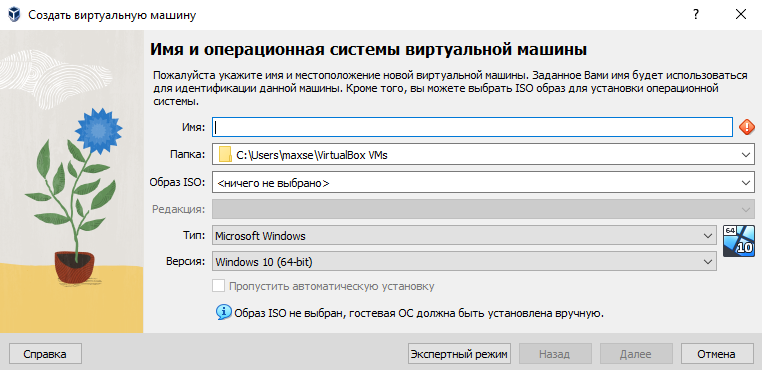 Создать виртуальную машину
? ×
Имя и операционная системы виртуальной машины
Пожалуйста укажите имя и местоположение новой виртуальной машины. Заданное Вами имя будет использоваться
для идентификации данной машины. Кроме того, вы можете выбрать ISO образ для установки операционной
системы.
Имя:
Папка: C:\Users\maxse\VirtualBox VMs
Образ ISO: <ничего не выбрано>
Редакция:
Тип: Microsoft Windows
64
10
Версия: Windows 10 (64-bit)
Пропустить автоматическую установку
Образ ISO не выбран, гостевая ОС должна быть установлена вручную.
Справка Экспертный режим Назад Далее Отмена